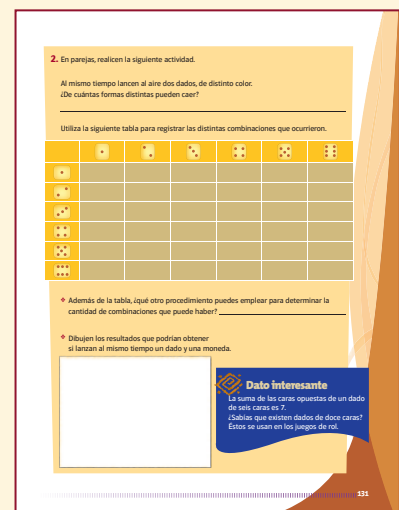 2. En parejas, realicen la siguiente actividad.
Al mismo tiempo lancen al aire dos dados, de distinto color.
¿De cuántas formas distintas pueden caer?
Utiliza la siguiente tabla para registrar las distintas combinaciones que ocurrieron.
Además de la tabla, ¿qué otro procedimiento puedes emplear para determinar la
cantidad de combinaciones que puede haber?
Dibujen los resultados que podrían obtener
si lanzan al mismo tiempo un dado y una moneda.
Dato interesante
La suma de las caras opuestas de un dado
de seis caras es 7.
¿Sabías que existen dados de doce caras?
Éstos se usan en los juegos de rol.
131